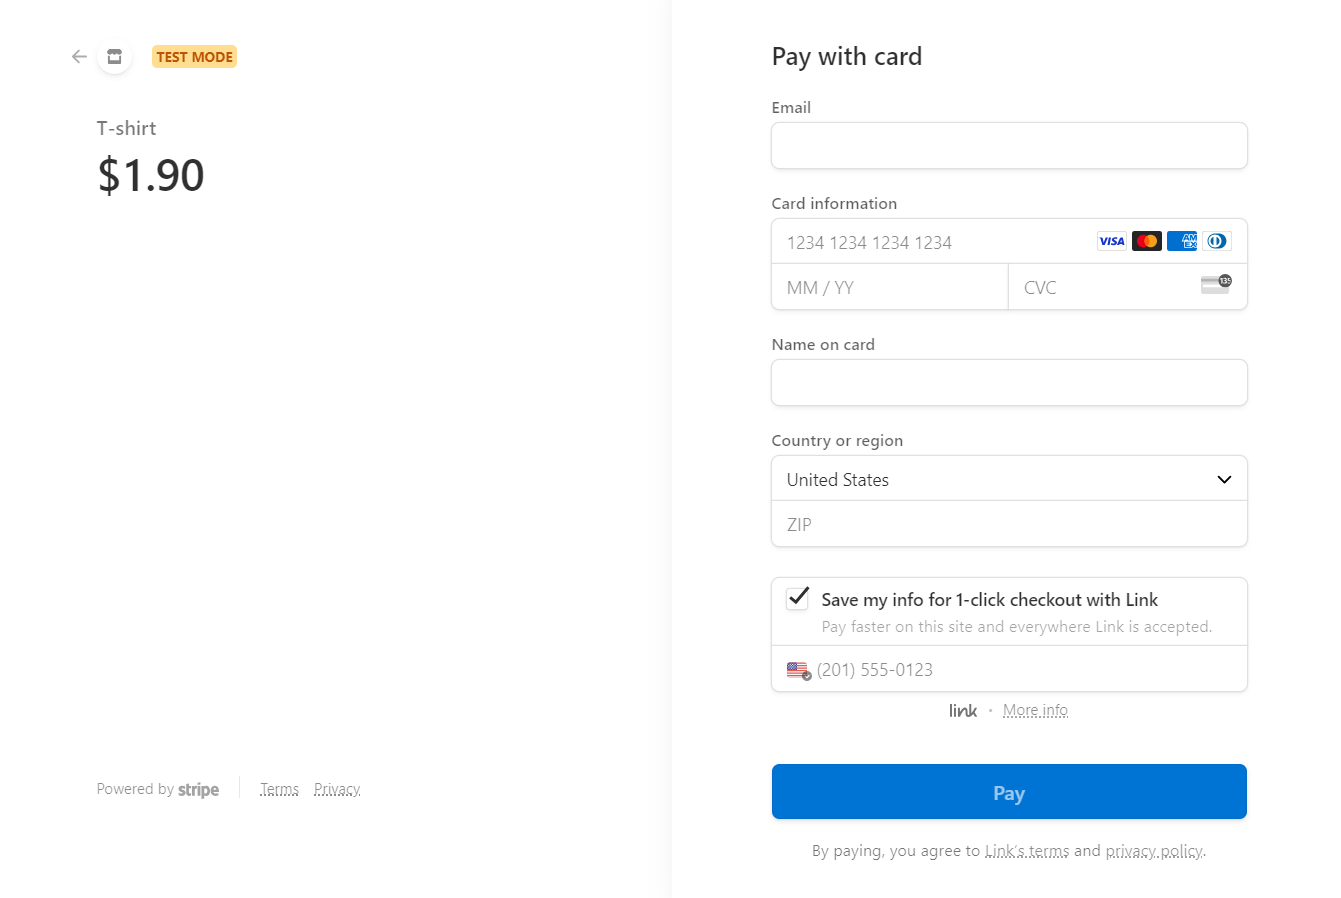 TEST MODE
T-shirt
$1.90
Powered by stripe
Terms Privacy
Pay with card
Email
Card information
1234 1234 1234 1234 VISA AM EX
MM / YY CVC 135
Name on card
Country or region
United States
ZIP
Save my info for 1-click checkout with Link
Pay faster on this site and everywhere Link is accepted.
(201) 555-0123
link · More info
Pay
By paying, you agree to Link's terms and privacy policy.